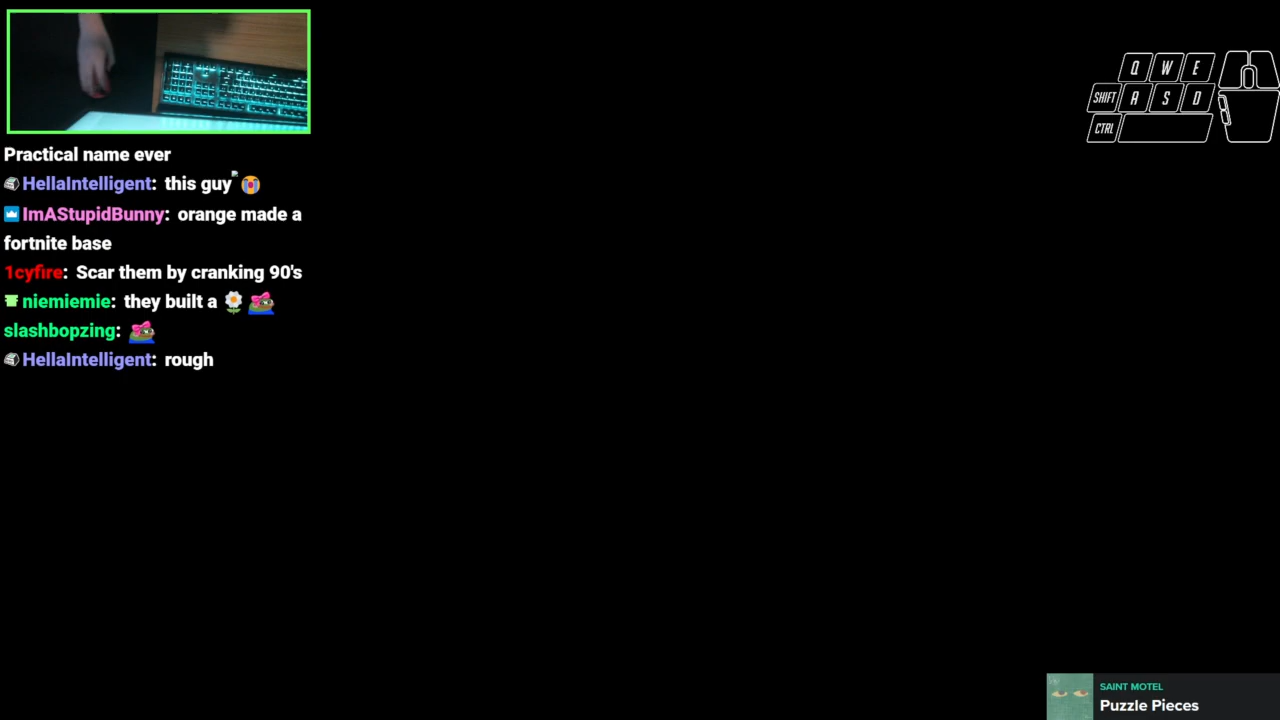 Practical name ever
HellaIntelligent: this guy
ImAStupidBunny: orange made a
fortnite base
1cyfire: Scar them by cranking 90's
niemiemie: they built a
slashbopzing:
HellaIntelligent: rough
Q W E
SHIFT A S D
CTRL
SAINT MOTEL
Puzzle Pieces